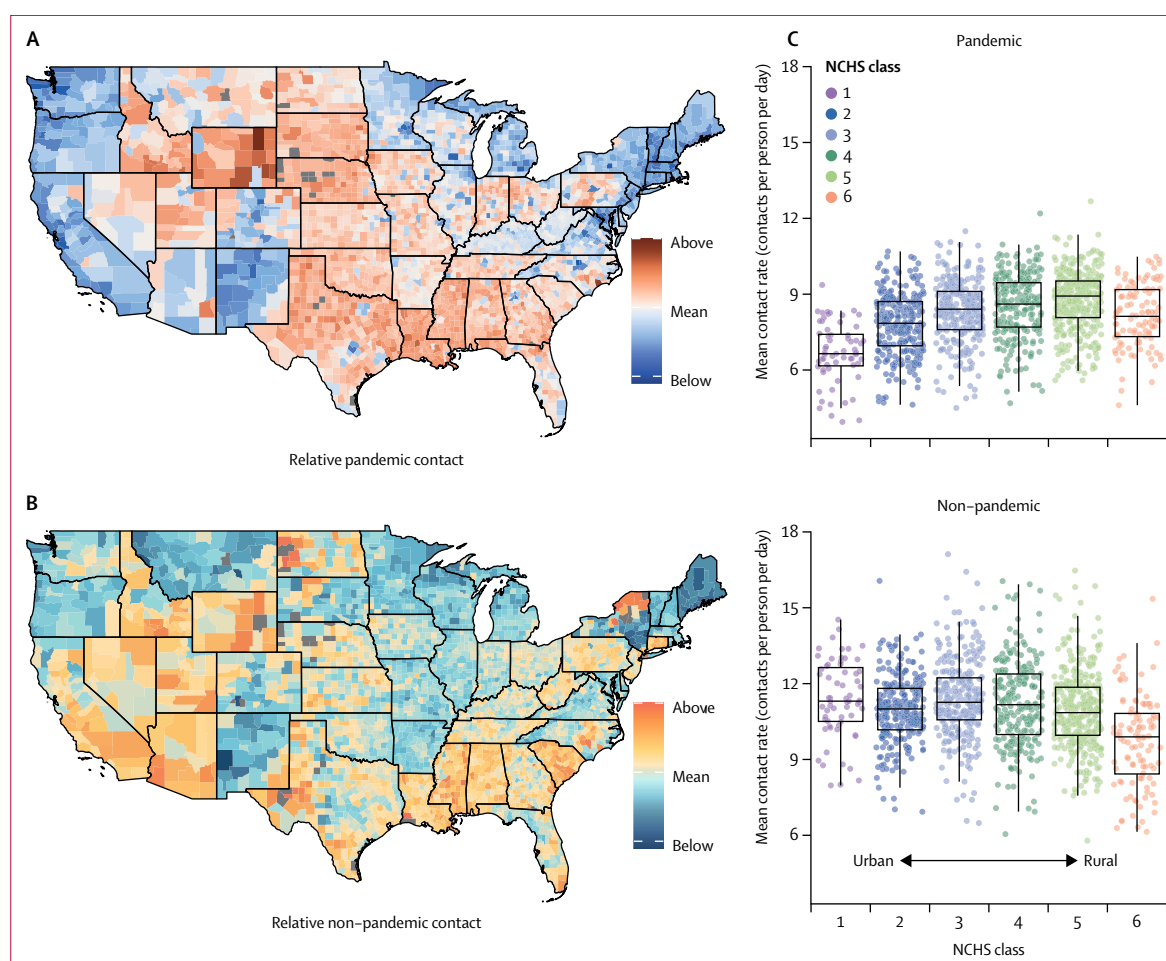 A
Above
Mean
Below
Relative pandemic contact
B
Above
Mean
Below
Relative non-pandemic contact
C
Pandemic
Mean contact rate (contacts per person per day)
18
15
12
9
6
NCHS class
1
2
3
4
5
6
Non-pandemic
Mean contact rate (contacts per person per day)
18
15
12
9
6
Urban
Rural
1 2 3 4 5 6
NCHS class